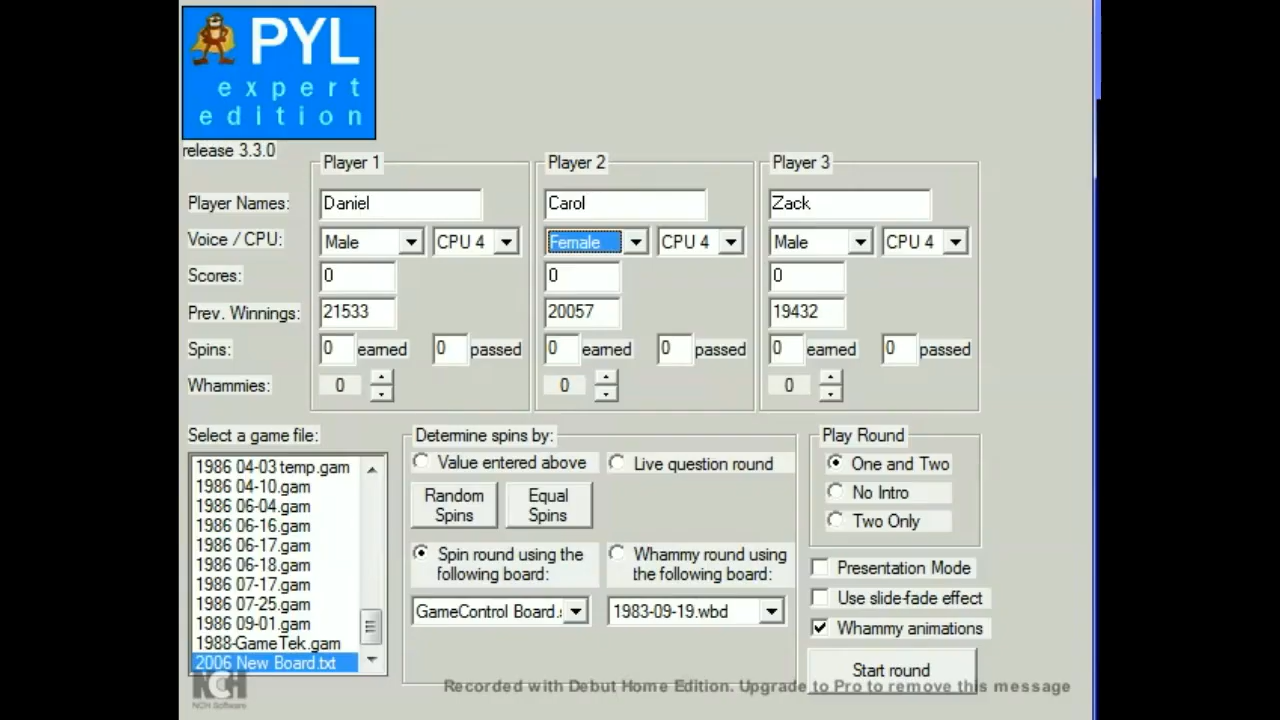 PYL
expert
edition
release 3.3.0
Player 1 Player 2 Player 3
Player Names: Daniel Carol Zack
Voice / CPU: Male CPU 4 Female CPU 4 Male CPU 4
Scores: 0 0 0
Prev. Winnings: 21533 20057 19432
Spins: 0 earned 0 passed 0 earned 0 passed 0 earned 0 passed
Whammies: 0 0 0
Select a game file:
1986 04-03 temp.gam
1986 04-10.gam
1986 06-04.gam
1986 06-16.gam
1986 06-17.gam
1986 06-18.gam
1986 07-17.gam
1986 07-25.gam
1986 09-01.gam
1988-GameTek.gam
2006 New Board.txt
Determine spins by:
Value entered above Live question round
Random Spins Equal Spins
Spin round using the
following board:
Whammy round using
the following board:
GameControl Board. 1983-09-19.wbd
Play Round
One and Two
No Intro
Two Only
Presentation Mode
Use slide-fade effect
Whammy animations
Start round
NCH
NCH Software
Recorded with Debut Home Edition. Upgrade to Pro to remove this message